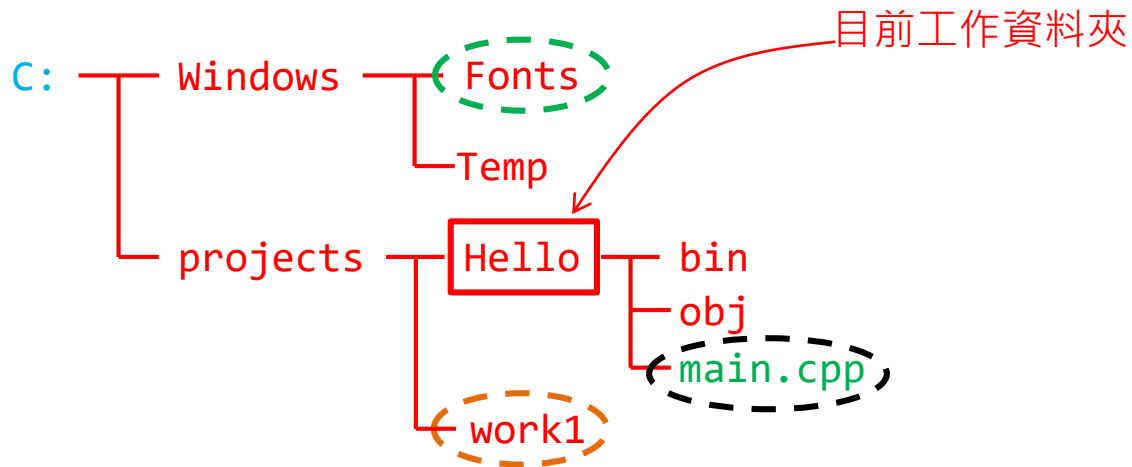 目前工作資料夾
C: Windows Fonts
Temp
projects Hello bin
obj
main.cpp
work1